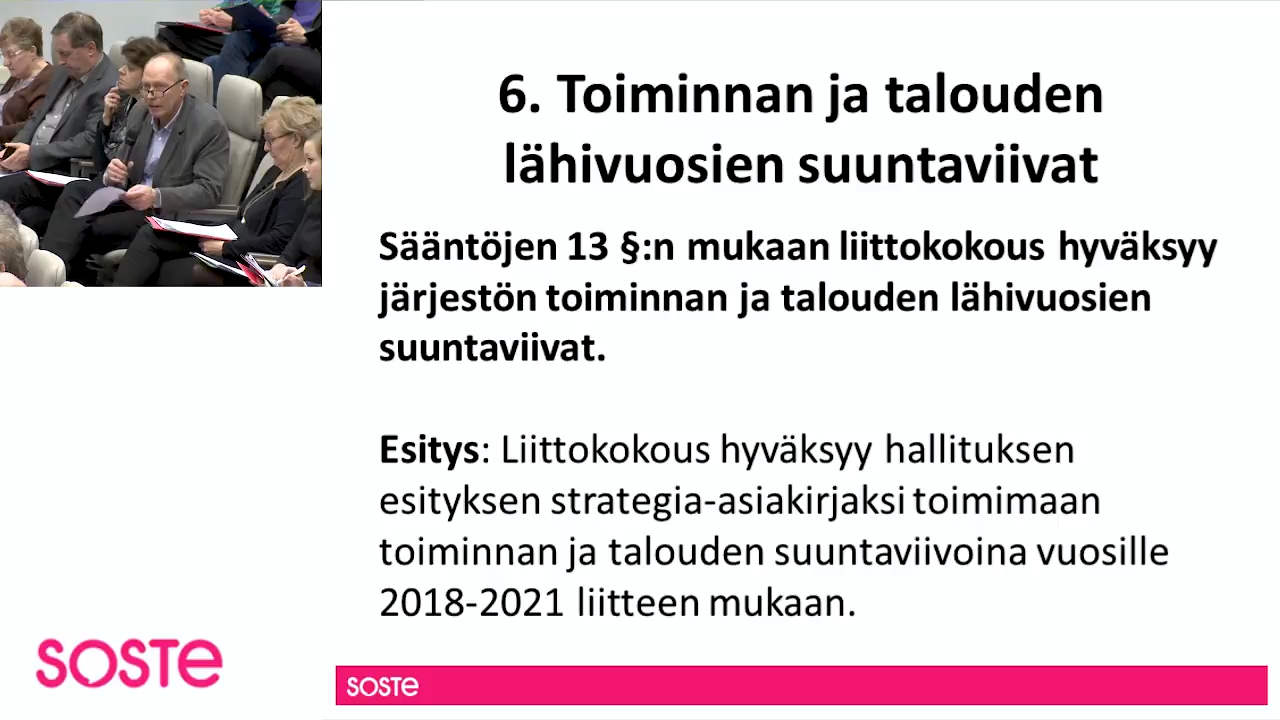 6. Toiminnan ja talouden
lähivuosien suuntaviivat
Sääntöjen 13 §:n mukaan liittokokous hyväksyy
järjestön toiminnan ja talouden lähivuosien
suuntaviivat.
Esitys: Liittokokous hyväksyy hallituksen
esityksen strategia-asiakirjaksi toimimaan
toiminnan ja talouden suuntaviivoina vuosille
2018-2021 liitteen mukaan.
SOSTE
SOSTE